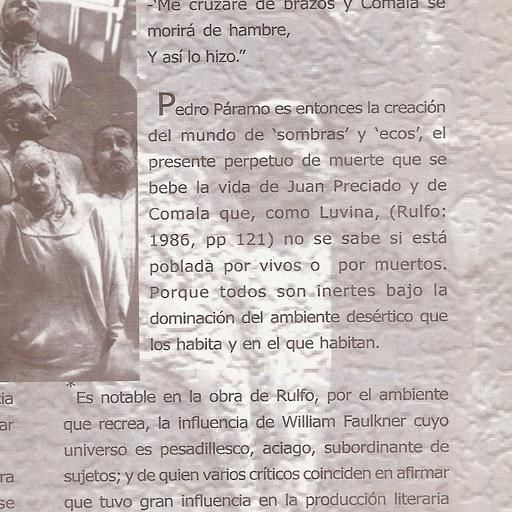 -'Me cruzaré de brazos y Comala se
morirá de hambre,
Y así lo hizo."
Pedro Páramo es entonces la creación
del mundo de 'sombras' y 'ecos', el
presente perpetuo de muerte que se
bebe la vida de Juan Preciado y de
Comala que, como Luvina, (Rulfo:
1986, pp 121) no se sabe si está
poblada por vivos o por muertos.
Porque todos son inertes bajo la
dominación del ambiente desértico que
los habita y en el que habitan.
*
Es notable en la obra de Rulfo, por el ambiente
que recrea, la influencia de William Faulkner cuyo
universo es pesadillesco, aciago, subordinante de
sujetos; y de quien varios críticos coinciden en afirmar
que tuvo gran influencia en la producción literaria
ia
ar
ra
se